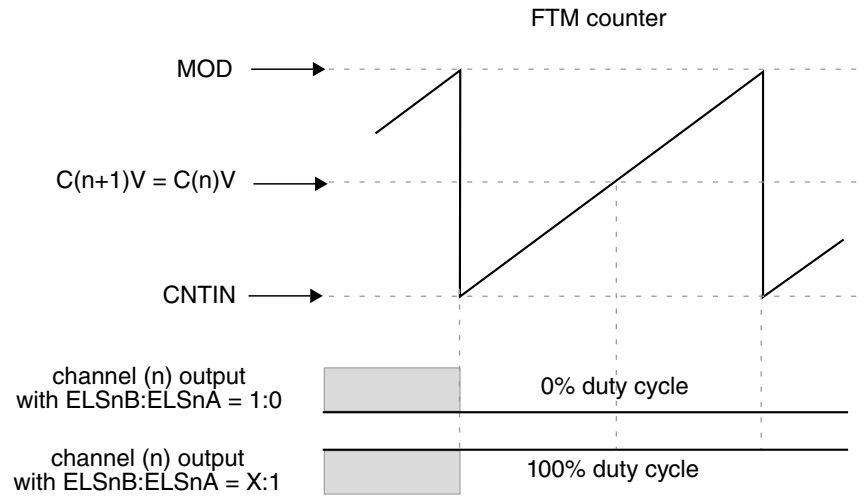 FTM counter
MOD
C(n+1)V = C(n)V
CNTIN
channel (n) output
with ELSnB:ELSnA = 1:0
0% duty cycle
channel (n) output
with ELSnB:ELSnA = X:1
100% duty cycle